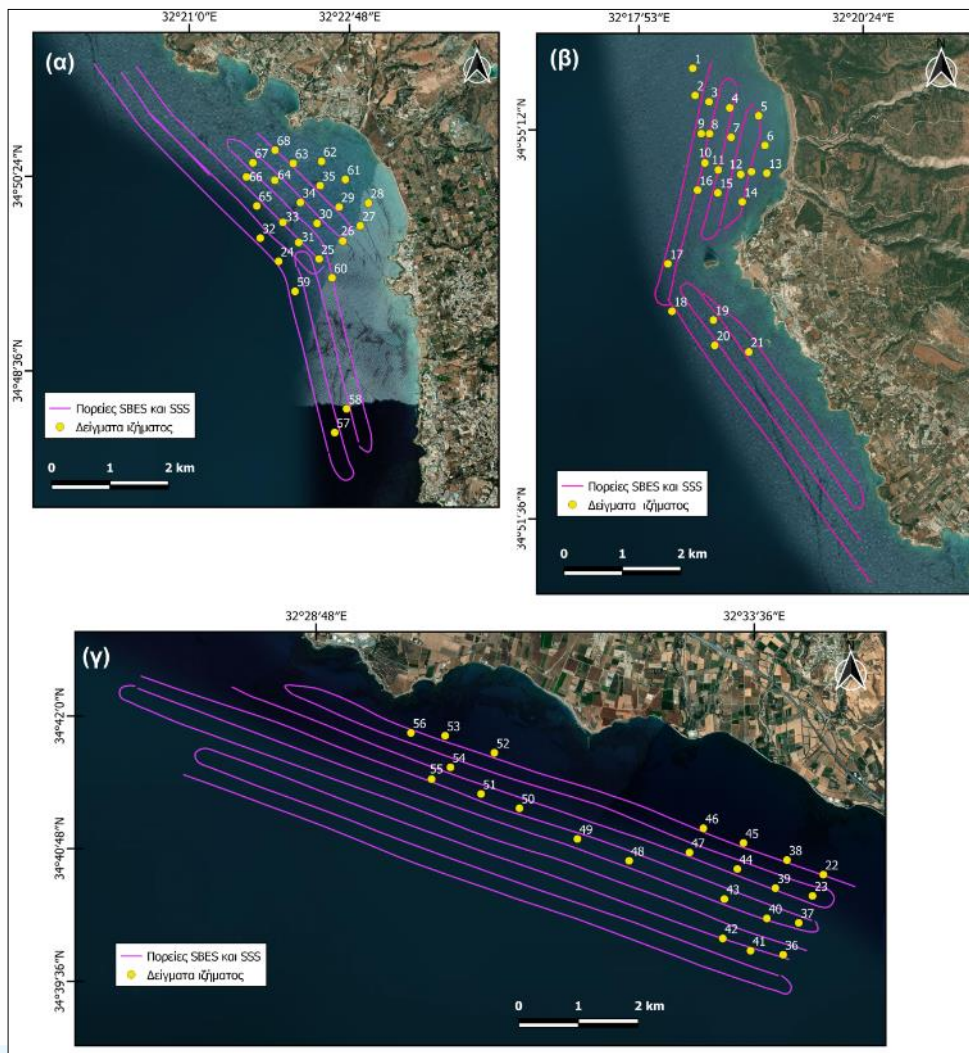 32°21′0″E 32°22′48″E
(α)
N
34°50′24″N
34°48′36″N
68
67 63 62
66 64 35 61
65 34 29 28
33 30 27
32 31 26
24 25
59 60
58
57
Πορείες SBES και SSS
Δείγματα ιζήματος
0 1 2 km
32°17′53″E 32°20′24″E
(β)
N
34°55′12″N
34°51′36″N
1
2 3 4 5
9 8 7 6
10 11 12 13
16 15 14
17
18 19
20 21
Πορείες SBES και SSS
Δείγματα ιζήματος
0 1 2 km
32°28′48″E 32°33′36″E
(γ)
N
34°42′0″N
34°40′48″N
34°39′36″N
56 53 52
55 54
51 50
49 48 47 46 45 38 22
44 39 23
43 40 37
42 41 36
Πορείες SBES και SSS
Δείγματα ιζήματος
0 1 2 km